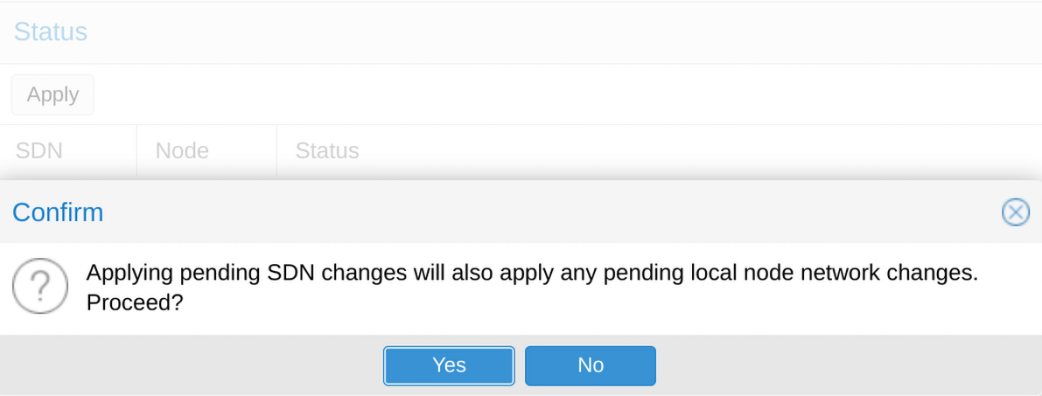 Status
Apply
SDN Node Status
Confirm
?
Applying pending SDN changes will also apply any pending local node network changes.
Proceed?
Yes No